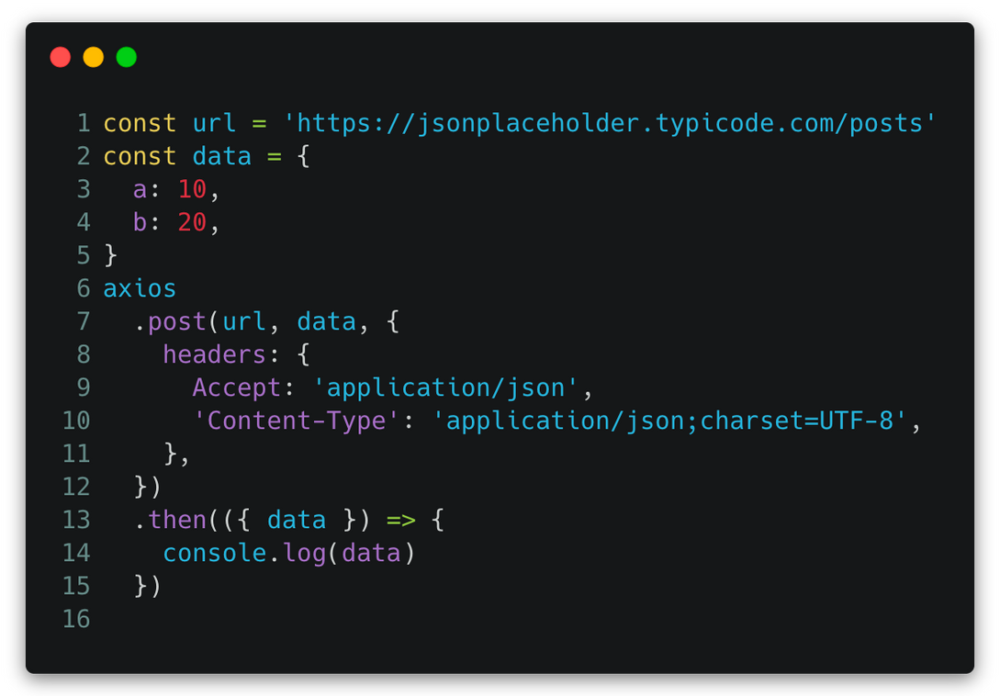 1 const url = 'https://jsonplaceholder.typicode.com/posts'
2 const data = {
3   a: 10,
4   b: 20,
5 }
6 axios
7   .post(url, data, {
8     headers: {
9       Accept: 'application/json',
10       'Content-Type': 'application/json;charset=UTF-8',
11     },
12   })
13   .then(({ data }) => {
14     console.log(data)
15   })
16